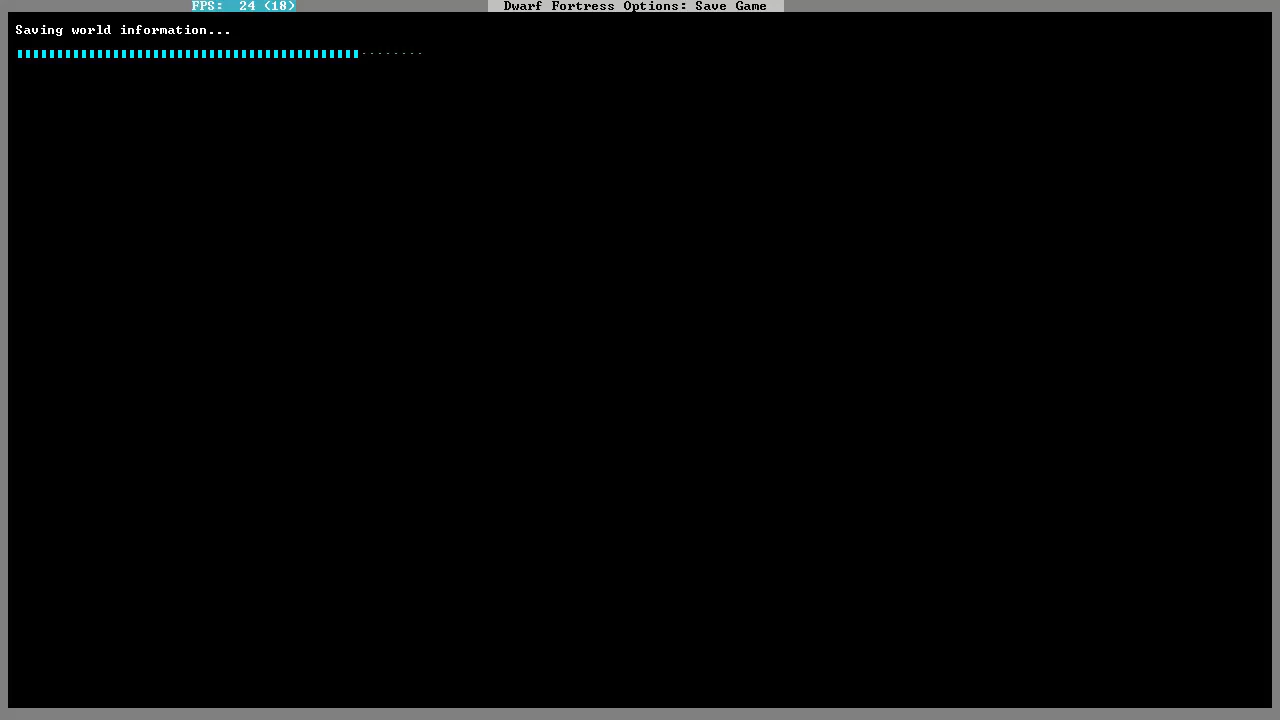 FPS:  24 (18)
Dwarf Fortress Options: Save Game
Saving world information...